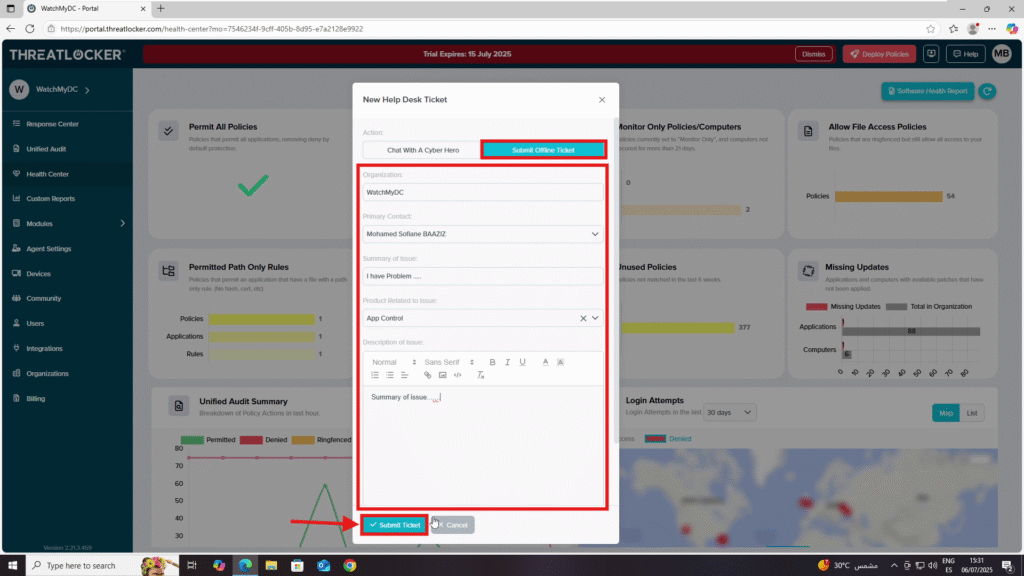 WatchMyDC - Portal
https://portal.threatlocker.com/health-center?mo=7546234f-9cff-405b-8d95-e7a2128e9922
THREATLOCKER
Trial Expires: 15 July 2025
Dismiss
Deploy Policies
Help
MB
W
WatchMyDC
Response Center
Unified Audit
Health Center
Custom Reports
Modules
Agent Settings
Devices
Community
Users
Integrations
Organizations
Billing
Version 2.31.3.459
Software Health Report
Permit All Policies
Policies that permit all applications, removing deny by
default protection.
Permitted Path Only Rules
Policies that permit an application that have a file with a path
only rule. (No hash, cert, etc)
Policies
1
Applications
1
Rules
1
Unified Audit Summary
Breakdown of Policy Actions in last hour.
Permitted
Denied
Ringfenced
80
70
60
50
40
30
New Help Desk Ticket
Action:
Chat With A Cyber Hero
Submit Offline Ticket
Organization:
WatchMyDC
Primary Contact:
Mohamed Sofiane BAAZIZ
Summary of Issue:
I have Problem ....
Product Related to Issue:
App Control
Description of Issue:
Normal
Sans Serif
Summary of issue.....
Submit Ticket
Cancel
Monitor Only Policies/Computers
Policies currently set to "Monitor Only", and computers not
secured for more than 21 days.
0
2
Unused Policies
Policies not matched in the last 6 weeks.
377
Allow File Access Policies
Policies that are ringfenced but still allow all access to your
files.
Policies
54
Missing Updates
Applications and computers with available patches that have
not been applied.
Missing Updates
Total in Organization
Applications
88
Computers
6
0
10
20
30
40
50
60
70
80
Login Attempts
Login Attempts in the last
30 days
Map
List
Denied
Type here to search
30°C
مشمس
ENG
ES
15:31
06/07/2025
2